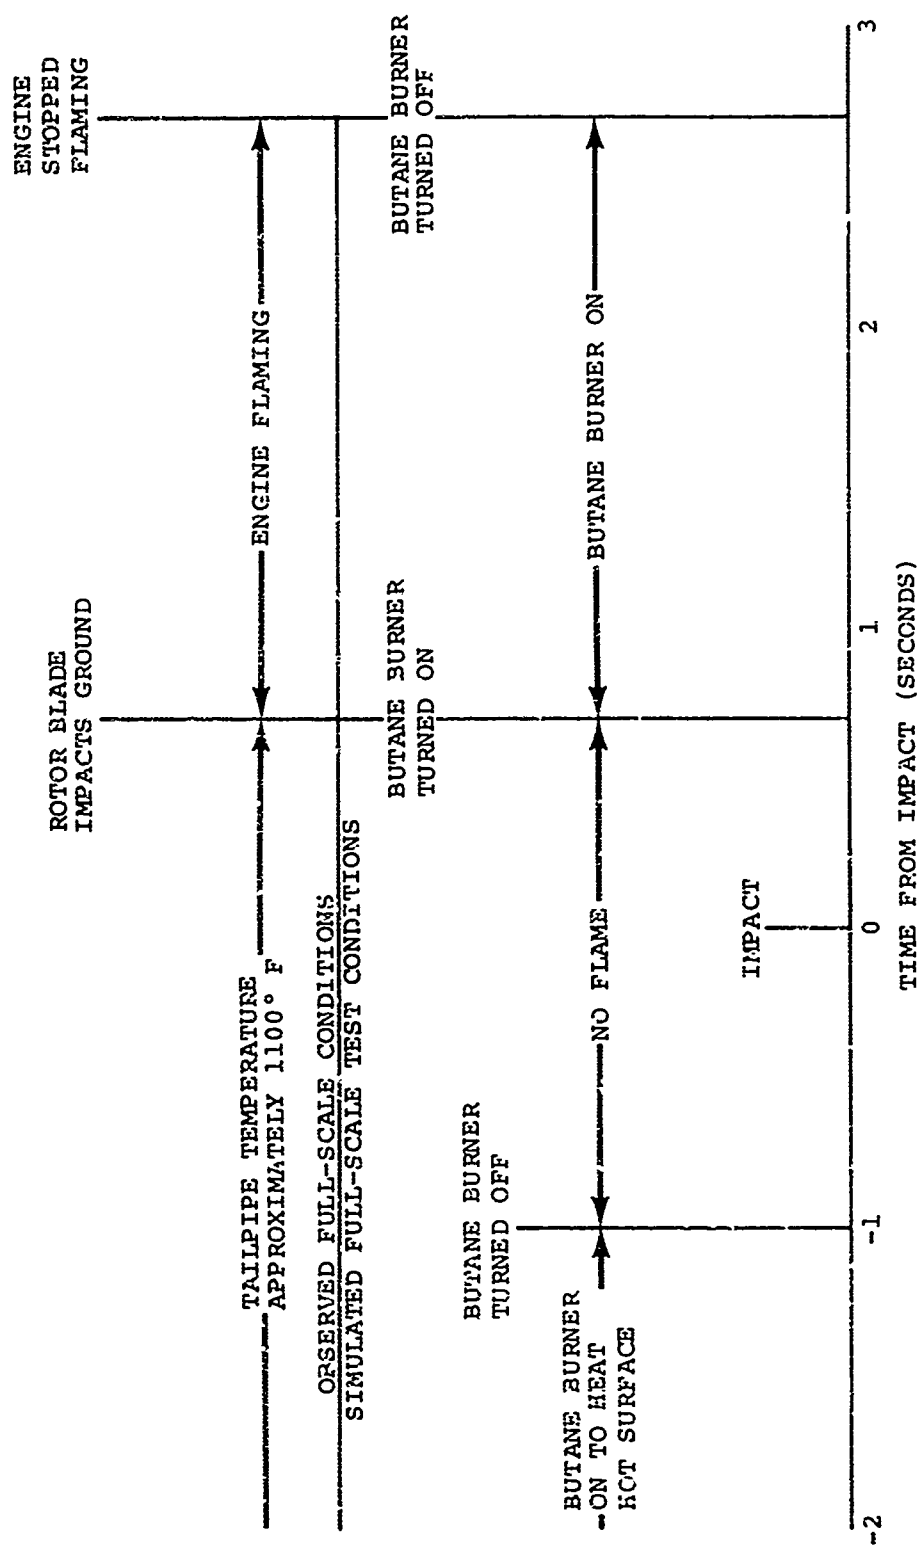 ENGINE
STOPPED
FLAMING
ROTOR BLADE
IMPACTS GROUND
TAILPIPE TEMPERATURE
APPROXIMATELY 1100° F
ENGINE FLAMING
OBSERVED FULL-SCALE CONDITIONS
SIMULATED FULL-SCALE TEST CONDITIONS
BUTANE BURNER
TURNED OFF
BUTANE BURNER
TURNED ON
BUTANE BURNER
TURNED OFF
BUTANE BURNER
ON TO HEAT
HOT SURFACE
NO FLAME
BUTANE BURNER ON
IMPACT
-2
-1
0
1
2
3
TIME FROM IMPACT (SECONDS)